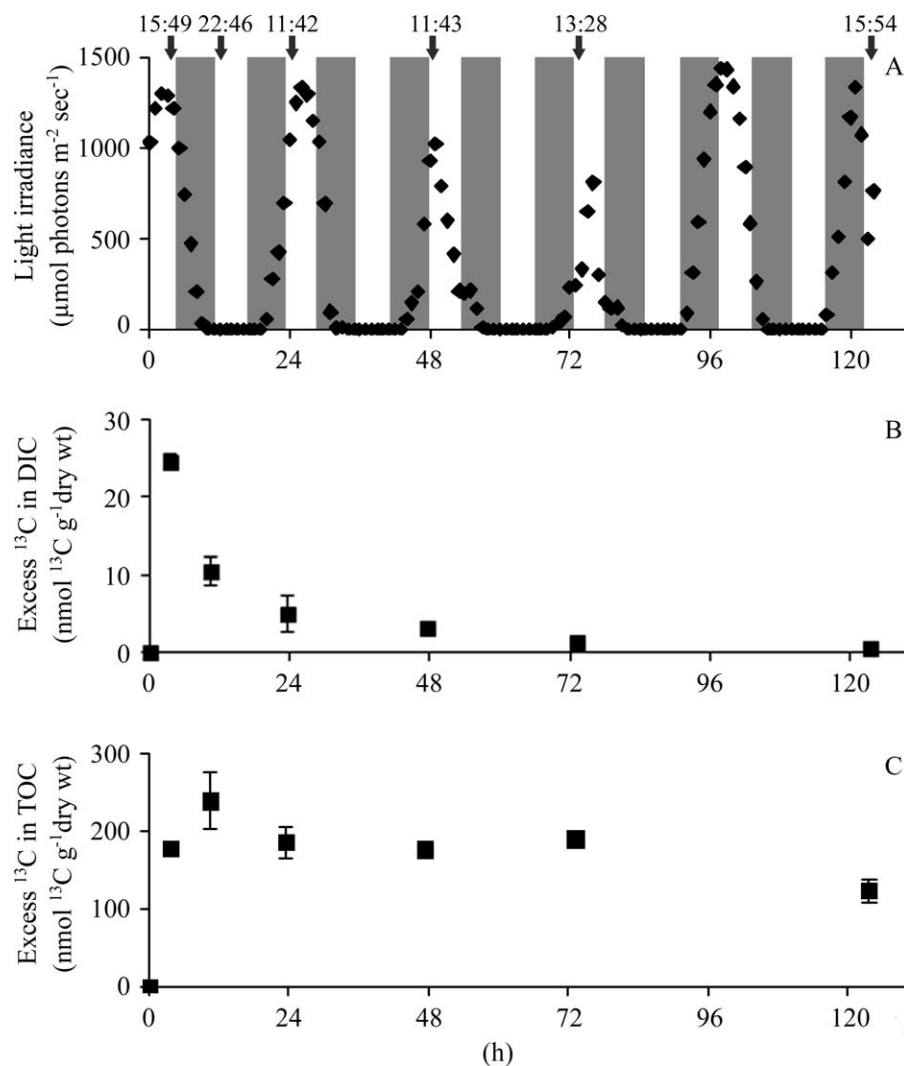 15:49 22:46 11:42 11:43 13:28 15:54
A
Light irradiance
(µmol photons m⁻² sec⁻¹)
1500
1000
500
0
0 24 48 72 96 120
B
Excess ¹³C in DIC
(nmol ¹³C g⁻¹dry wt)
30
20
10
0
0 24 48 72 96 120
C
Excess ¹³C in TOC
(nmol ¹³C g⁻¹dry wt)
300
200
100
0
0 24 48 72 96 120
(h)